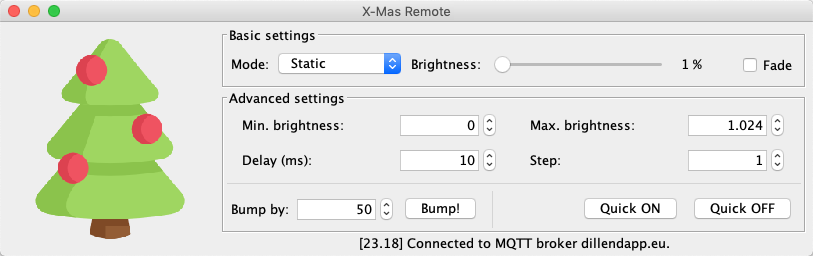 X-Mas Remote
Basic settings
Mode: Static Brightness: 1 % Fade
Advanced settings
Min. brightness: 0 Max. brightness: 1.024
Delay (ms): 10 Step: 1
Bump by: 50 Bump! Quick ON Quick OFF
[23.18] Connected to MQTT broker dillendapp.eu.